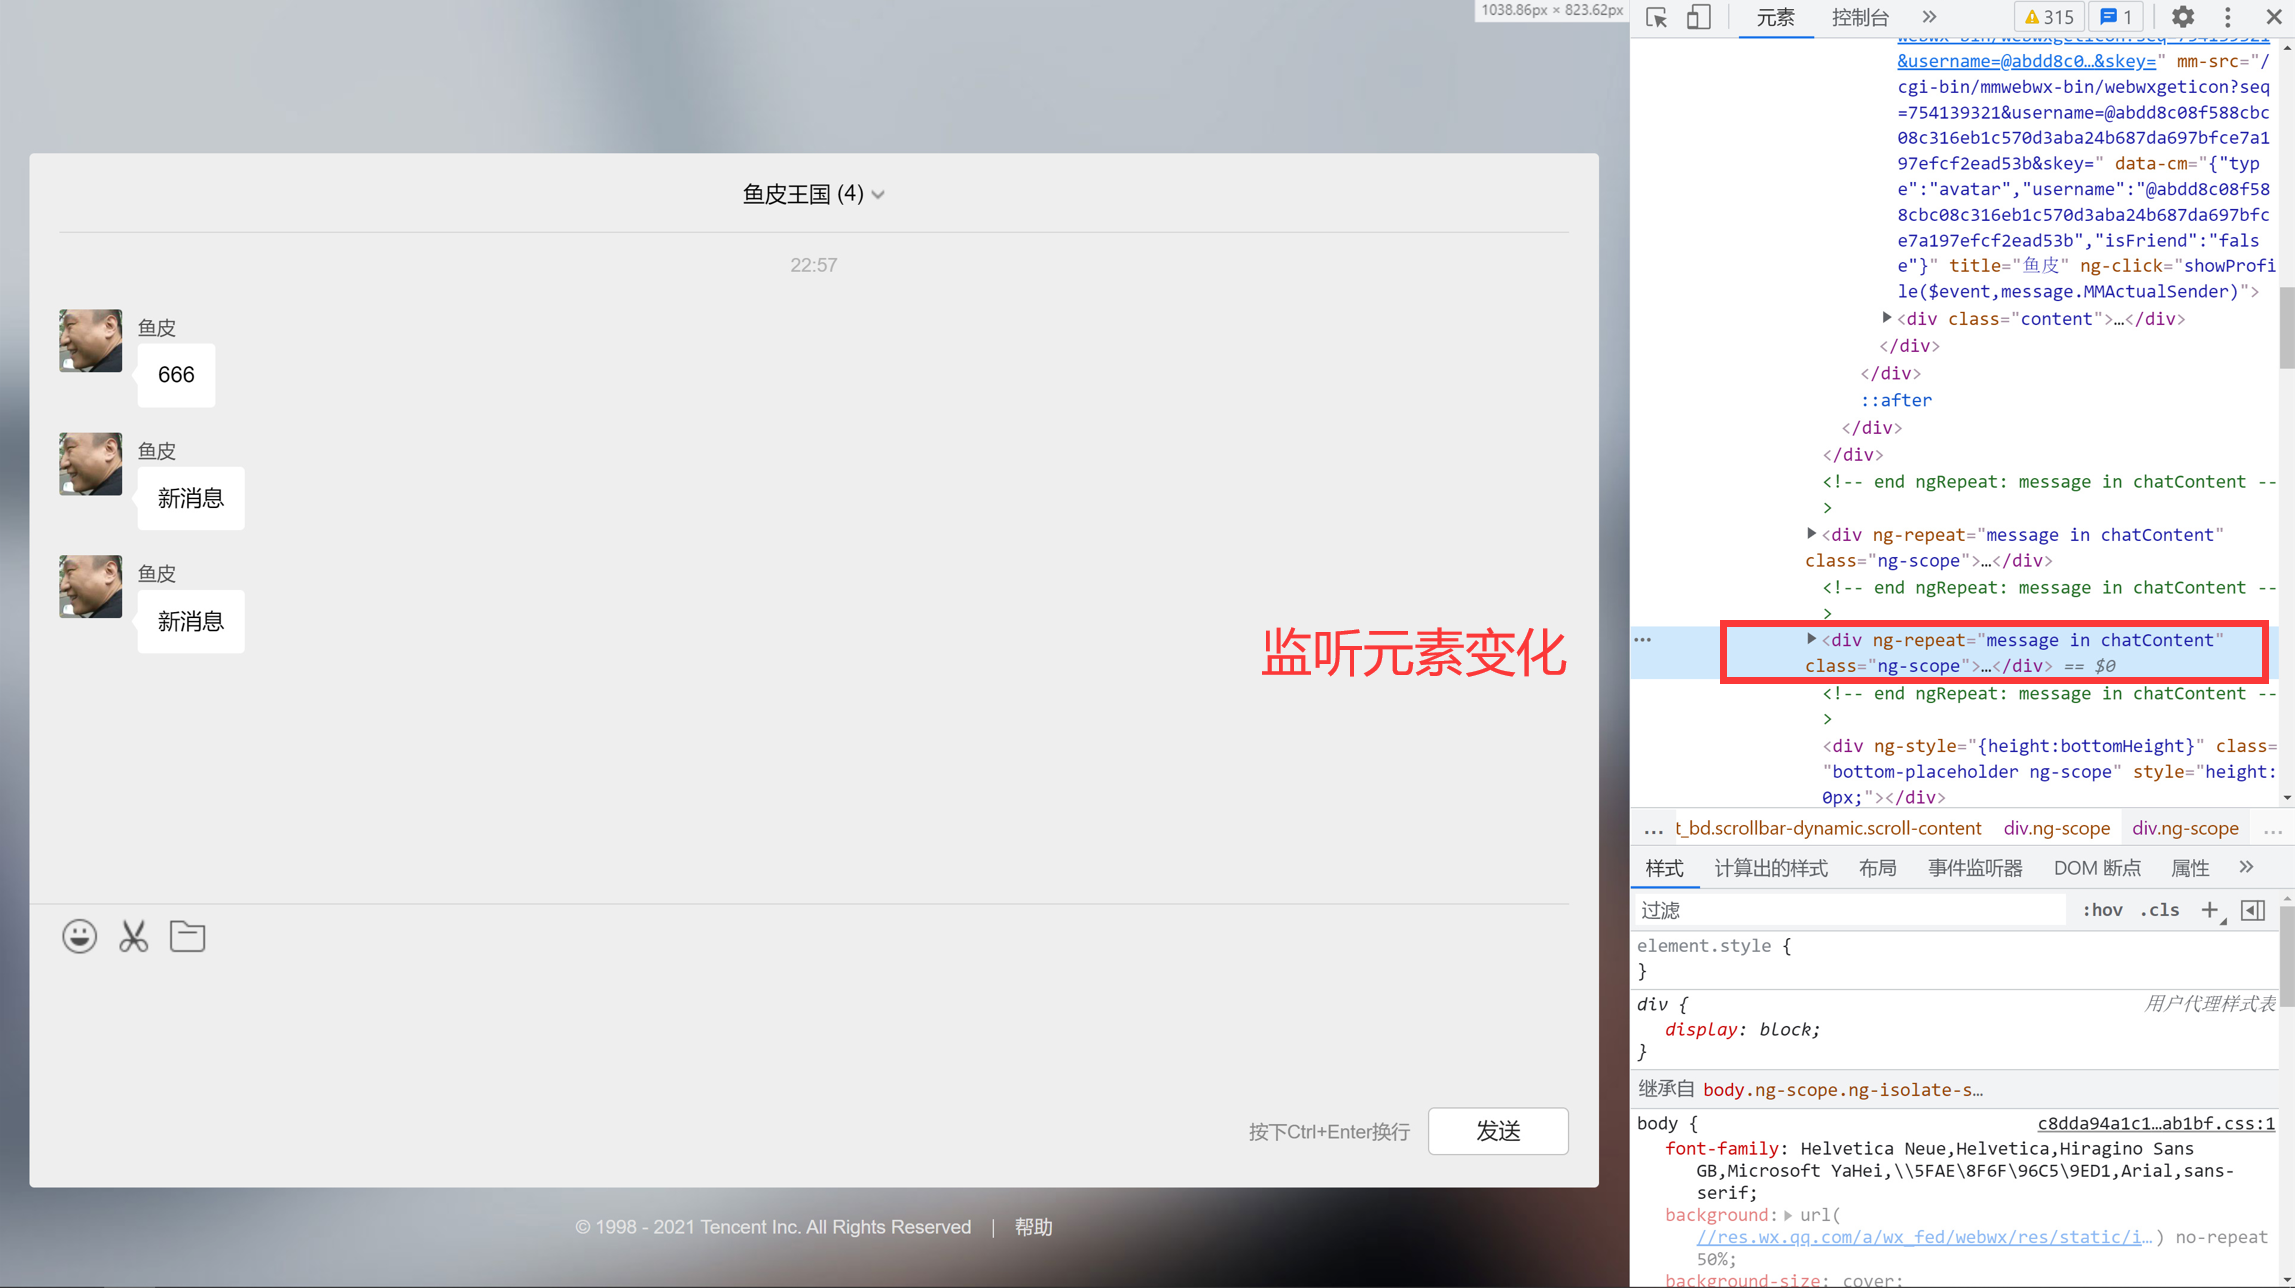 1038.86px × 823.62px
鱼皮王国 (4)
22:57
鱼皮
666
鱼皮
新消息
鱼皮
新消息
监听元素变化
按下Ctrl+Enter换行
发送
© 1998 - 2021 Tencent Inc. All Rights Reserved | 帮助
元素 控制台 » 315 1
&username=@abdd8c0…&skey=" mm-src="/
cgi-bin/mmwebwx-bin/webwxgeticon?seq
=754139321&username=@abdd8c08f588cbc
08c316eb1c570d3aba24b687da697bfce7a1
97efcf2ead53b&skey=" data-cm="{"typ
e":"avatar","username":"@abdd8c08f58
8cbc08c316eb1c570d3aba24b687da697bfc
e7a197efcf2ead53b","isFriend":"fals
e"}" title="鱼皮" ng-click="showProfi
le($event,message.MMActualSender)">
<div class="content">…</div>
</div>
</div>
::after
</div>
</div>
<!-- end ngRepeat: message in chatContent --
>
<div ng-repeat="message in chatContent"
class="ng-scope">…</div>
<!-- end ngRepeat: message in chatContent --
>
<div ng-repeat="message in chatContent"
class="ng-scope">…</div> == $0
<!-- end ngRepeat: message in chatContent --
>
<div ng-style="{height:bottomHeight}" class=
"bottom-placeholder ng-scope" style="height:
0px;"></div>
… t_bd.scrollbar-dynamic.scroll-content div.ng-scope div.ng-scope …
样式 计算出的样式 布局 事件监听器 DOM 断点 属性 »
过滤 :hov .cls +
element.style {
}
div { 用户代理样式表
display: block;
}
继承自 body.ng-scope.ng-isolate-s…
body { c8dda94a1c1…ab1bf.css:1
font-family: Helvetica Neue,Helvetica,Hiragino Sans
GB,Microsoft YaHei,\\5FAE\8F6F\96C5\9ED1,Arial,sans-
serif;
background: url(
//res.wx.qq.com/a/wx_fed/webwx/res/static/i…) no-repeat
50%;
background-size: cover;